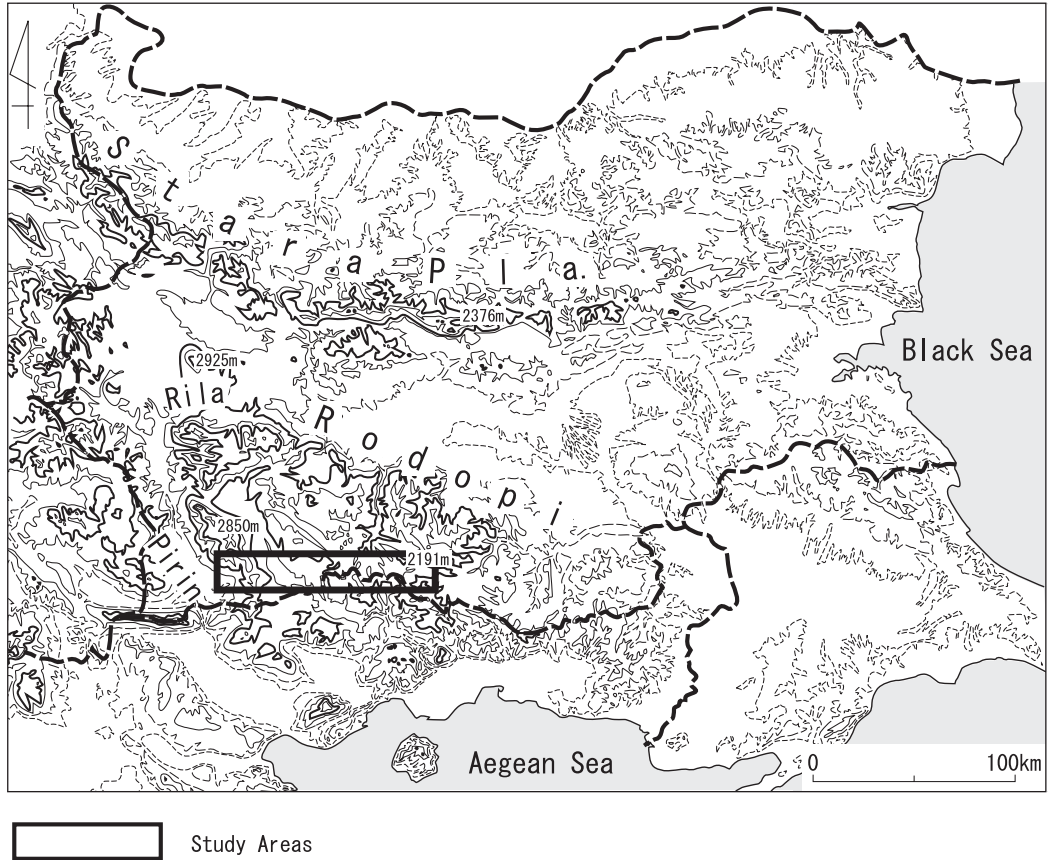 Stara Pla.
2376m
2925m
Rila
Rodopi
2850m
2191m
Pirin
Black Sea
Aegean Sea
0 100km
Study Areas